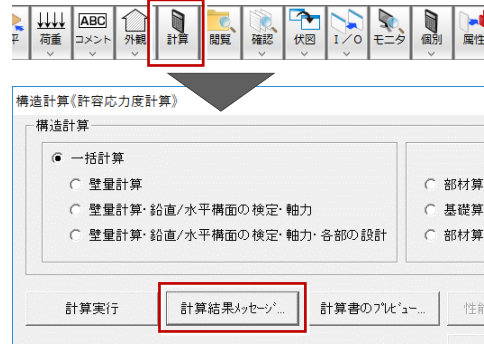 ABC
荷重 コメント 外観 計算 閲覧 確認 伏図 I/O モニタ 個別 属性
構造計算《許容応力度計算》
構造計算
一括計算
壁量計算 部材算
壁量計算・鉛直/水平構面の検定・軸力 基礎算
壁量計算・鉛直/水平構面の検定・軸力・各部の設計 部材算
計算実行 計算結果メッセージ... 計算書のプレビュー... 性能